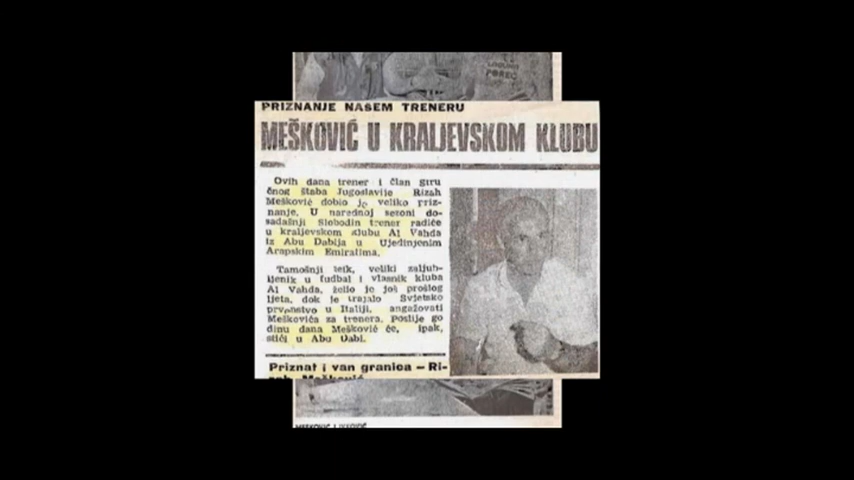 LAGUNA
POREČ
PRIZNANJE NAŠEM TRENERU
MEŠKOVIĆ U KRALJEVSKOM KLUBU
Ovih dana trener i član stru
čnog štaba Jugoslavije Rizah
Mešković dobio je veliko priz-
nanje. U narednoj sezoni do-
sadašnji Slobodin trener radiće
u kraljevskom klubu Al Vahda
iz Abu Dabija u Ujedinjenim
Arapskim Emiratima.
Tamošnji šeik, veliki zaljub-
ljenik u fudbal i vlasnik kluba
Al Vahda, želio je još prošlog
ljeta, dok je trajalo Svjetsko
prvenstvo u Italiji, angažovati
Meškovića za trenera. Poslije go
dinu dana Mešković će, ipak,
stići u Abu Dabi.
Priznat i van granica – Ri-
zah Mešković
MEŠKOVIĆ I